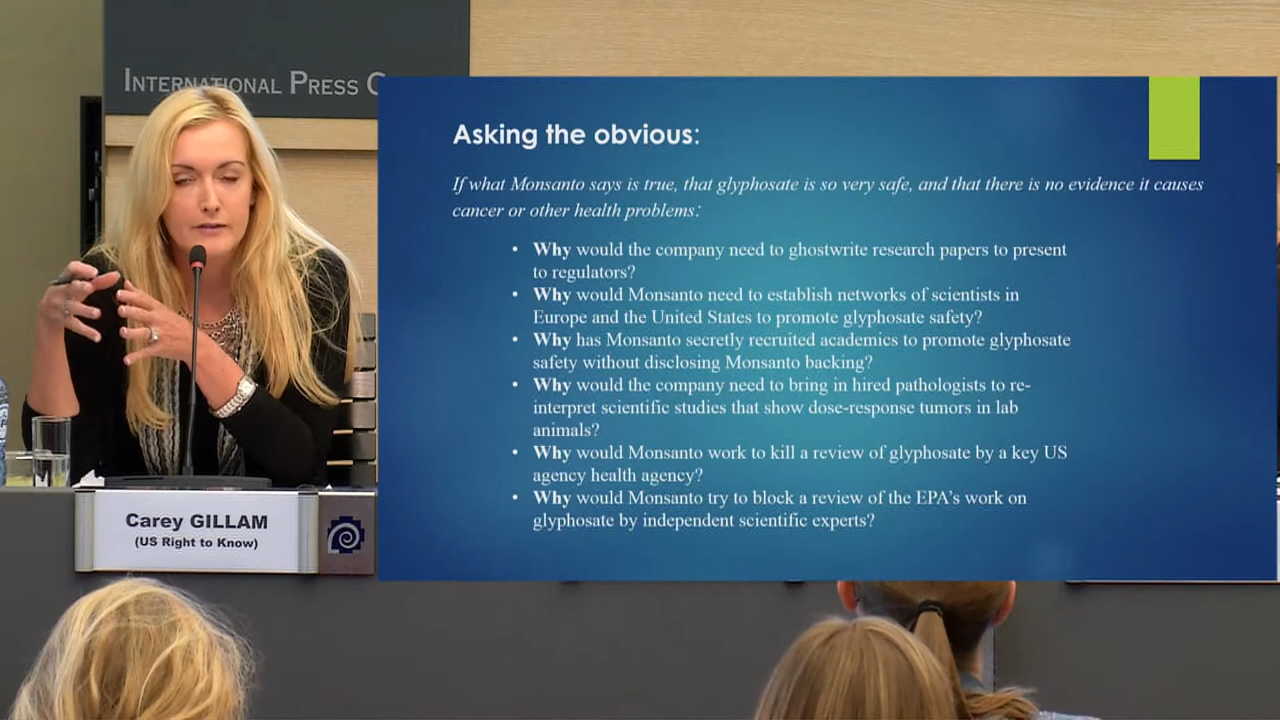 INTERNATIONAL PRESS C
Asking the obvious:
If what Monsanto says is true, that glyphosate is so very safe, and that there is no evidence it causes
cancer or other health problems:
• Why would the company need to ghostwrite research papers to present
to regulators?
• Why would Monsanto need to establish networks of scientists in
Europe and the United States to promote glyphosate safety?
• Why has Monsanto secretly recruited academics to promote glyphosate
safety without disclosing Monsanto backing?
• Why would the company need to bring in hired pathologists to re-
interpret scientific studies that show dose-response tumors in lab
animals?
• Why would Monsanto work to kill a review of glyphosate by a key US
agency health agency?
• Why would Monsanto try to block a review of the EPA's work on
glyphosate by independent scientific experts?
Carey GILLAM
(US Right to Know)